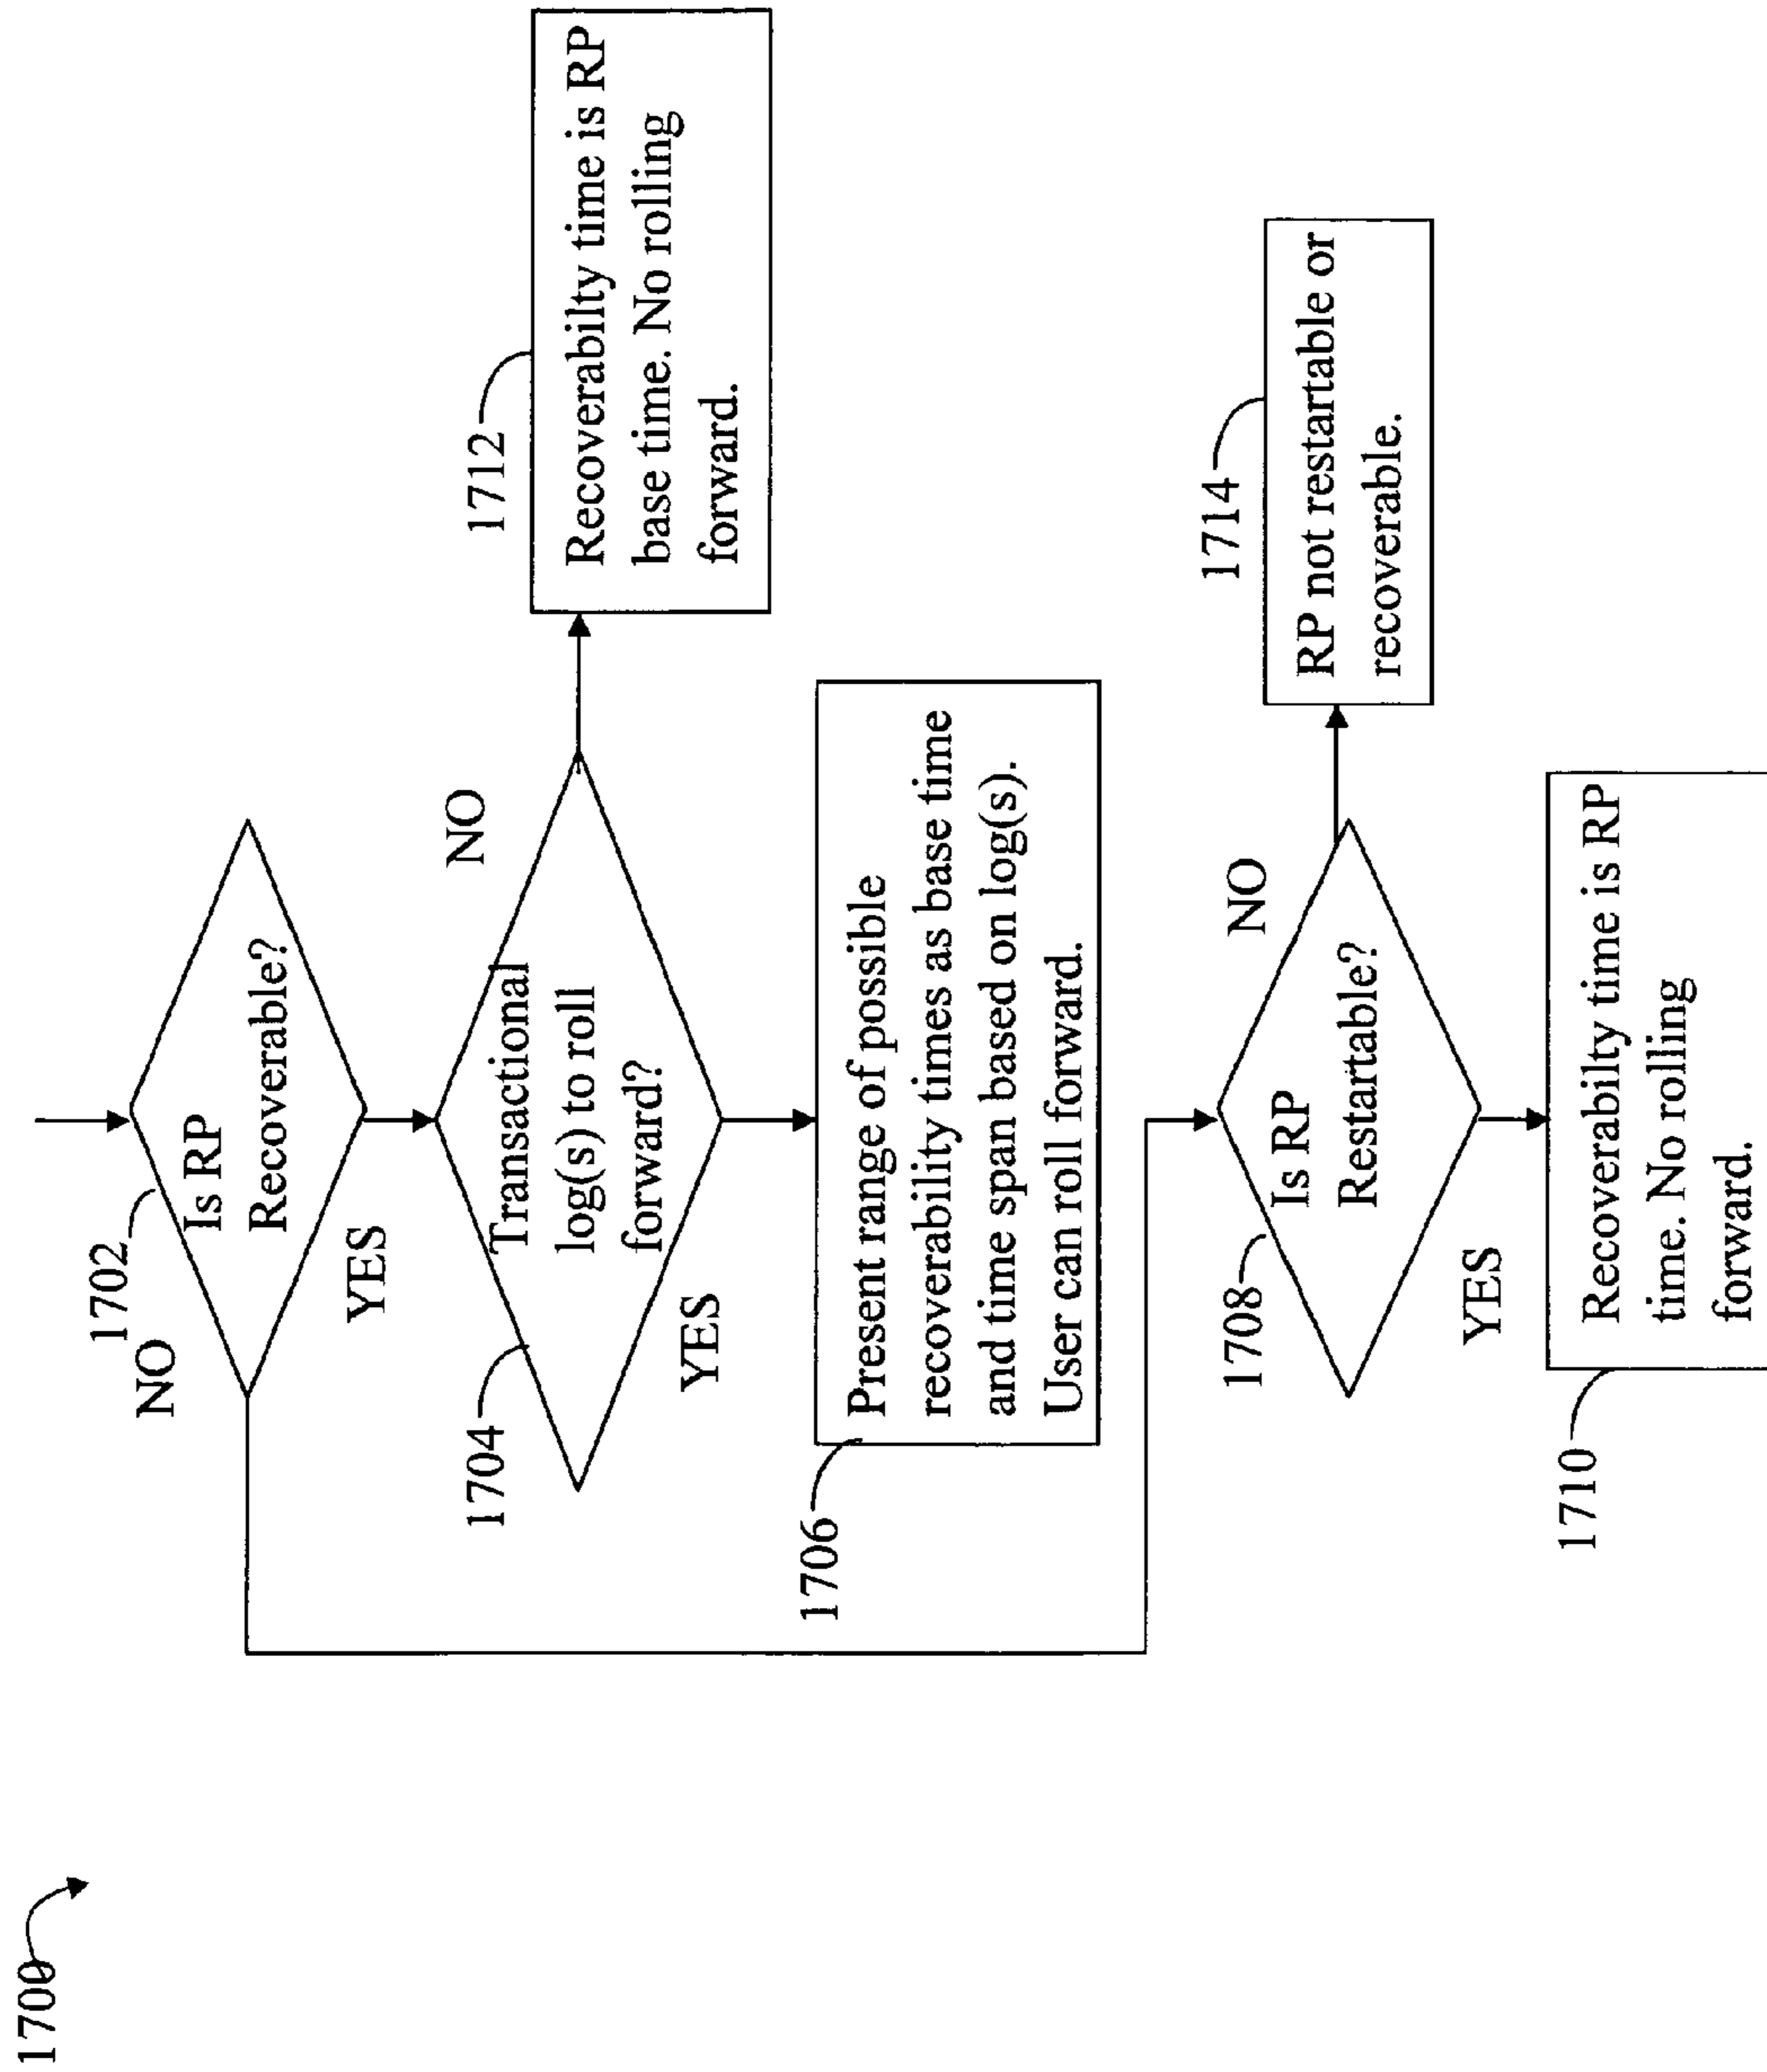 1700
1702
NO
Is RP
Recoverable?
YES
1704
Transactional
log(s) to roll
forward?
NO
YES
1712
Recoverabilty time is RP
base time. No rolling
forward.
1706
Present range of possible
recoverability times as base time
and time span based on log(s).
User can roll forward.
1708
Is RP
Restartable?
NO
YES
1714
RP not restartable or
recoverable.
1710
Recoverabilty time is RP
time. No rolling
forward.